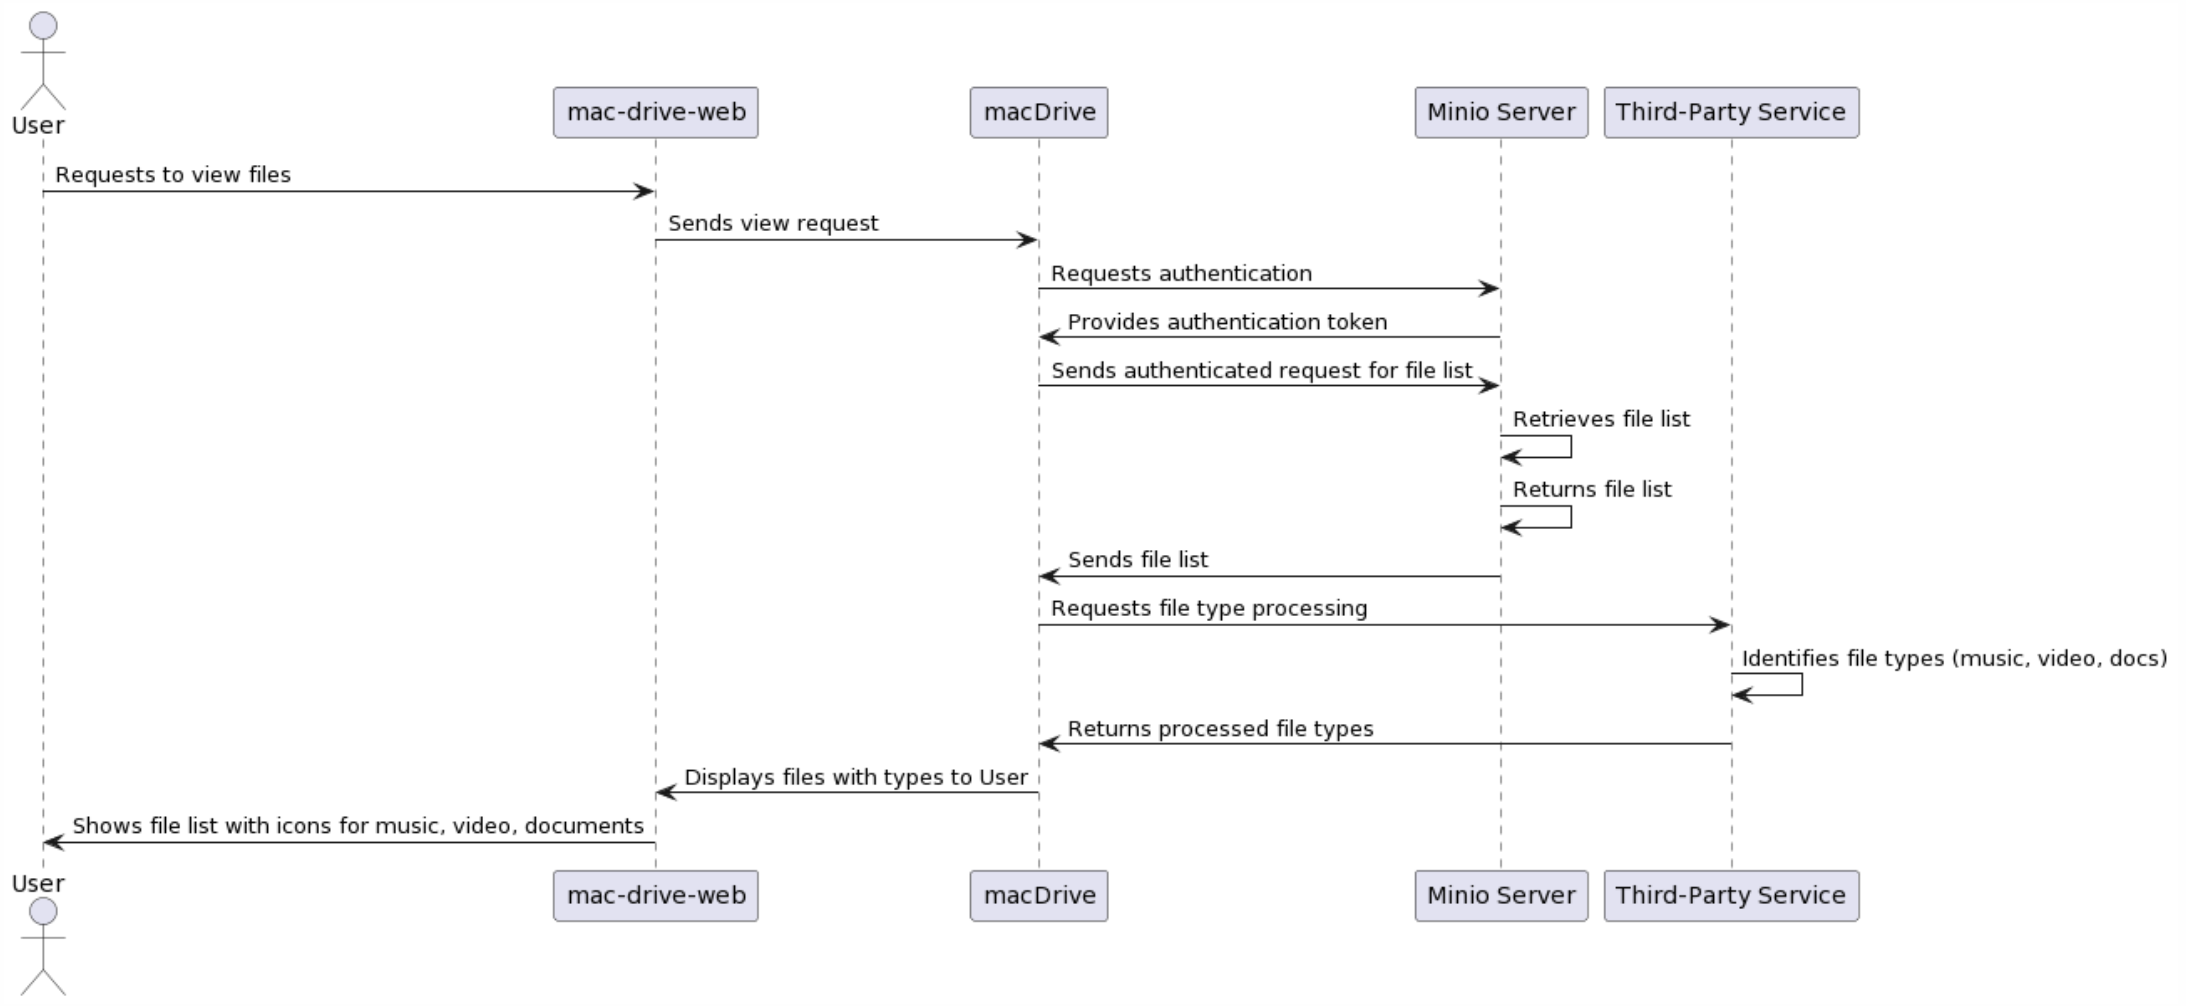 User
mac-drive-web
macDrive
Minio Server
Third-Party Service
Requests to view files
Sends view request
Requests authentication
Provides authentication token
Sends authenticated request for file list
Retrieves file list
Returns file list
Sends file list
Requests file type processing
Identifies file types (music, video, docs)
Returns processed file types
Displays files with types to User
Shows file list with icons for music, video, documents
User
mac-drive-web
macDrive
Minio Server
Third-Party Service